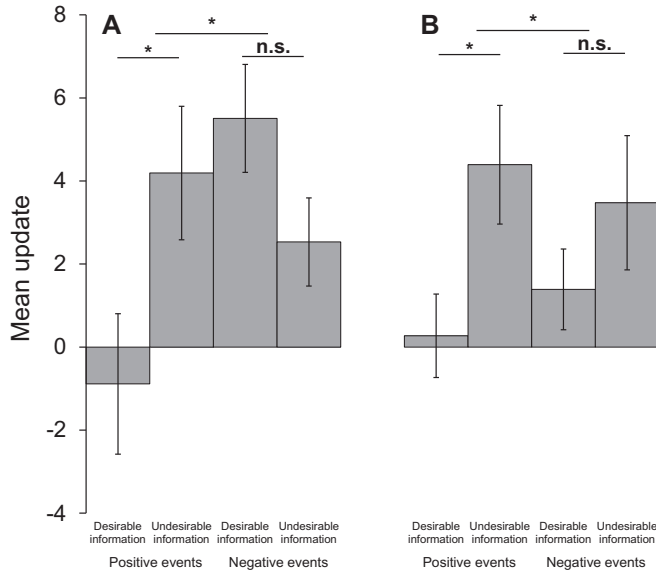 A
B
*
*
n.s.
*
*
n.s.
Mean update
8
6
4
2
0
-2
-4
Desirable information
Undesirable information
Desirable information
Undesirable information
Positive events
Negative events
Desirable information
Undesirable information
Desirable information
Undesirable information
Positive events
Negative events